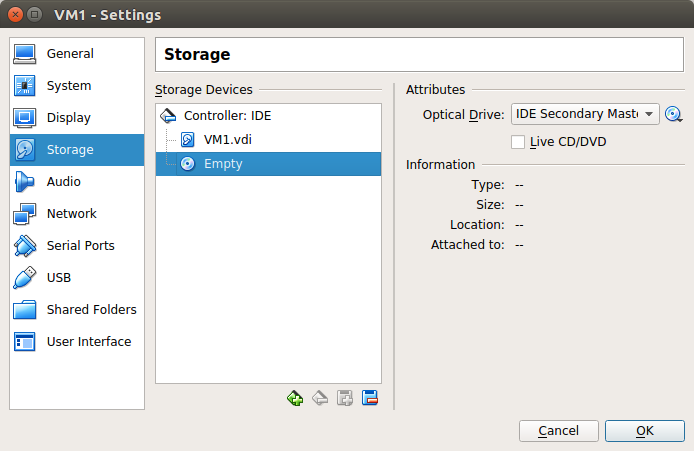 VM1 - Settings
General
System
Display
Storage
Audio
Network
Serial Ports
USB
Shared Folders
User Interface
Storage
Storage Devices
Controller: IDE
VM1.vdi
Empty
Attributes
Optical Drive: IDE Secondary Maste
Live CD/DVD
Information
Type: --
Size: --
Location: --
Attached to: --
Cancel
OK